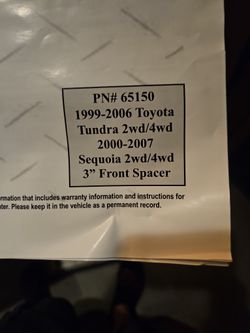 PN# 65150
1999-2006 Toyota
Tundra 2wd/4wd
2000-2007
Sequoia 2wd/4wd
3” Front Spacer
rmation that includes warranty information and instructions for
ter. Please keep it in the vehicle as a permanent record.